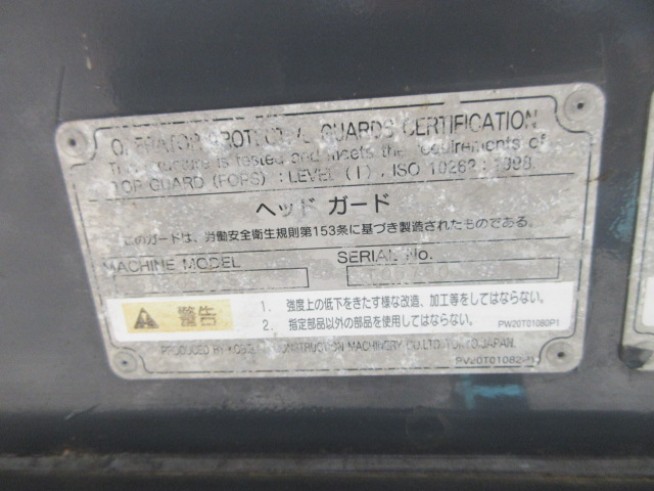 OPERATOR PROTECTIVE GUARDS CERTIFICATION
structure is tested and meets the requirements of
TOP GUARD (FOPS) : LEVEL (I), ISO 10262 : 1998
ヘッド ガード
このガードは、労働安全衛生規則第153条に基づき製造されたものである。
MACHINE MODEL
SERIAL No.
警告
1. 強度上の低下をきたす様な改造、加工等をしてはならない。
2. 指定部品以外の部品を使用してはならない。
PW20T01080P1
PRODUCED BY KOBELCO CONSTRUCTION MACHINERY CO.,LTD. TOKYO JAPAN.